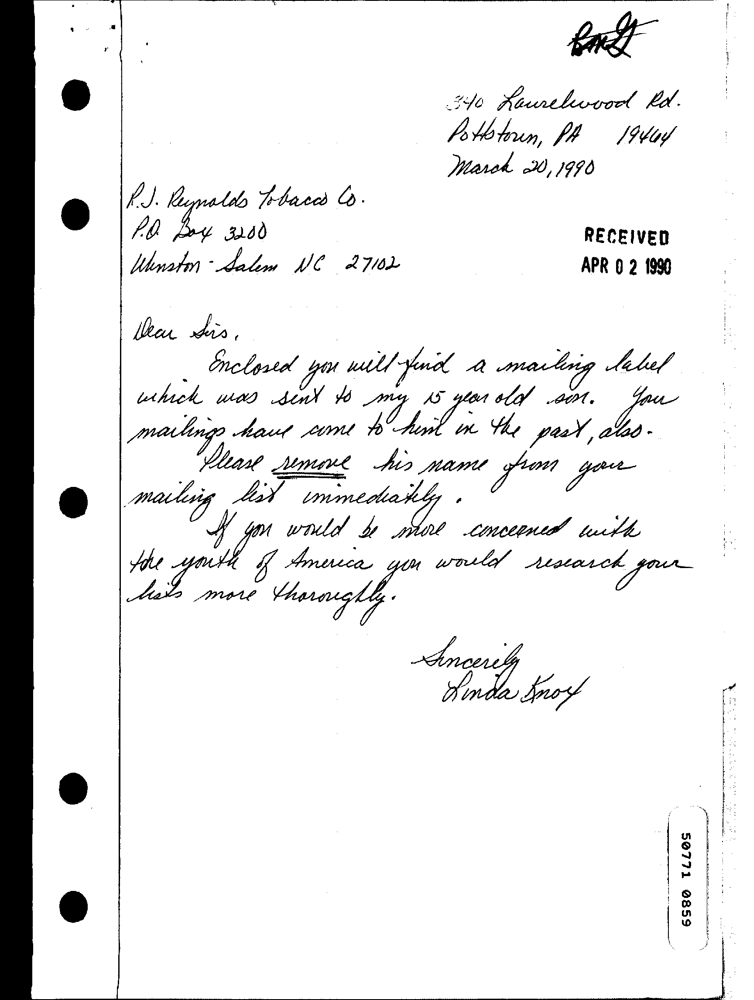 340 Laurelwood Rd.
Pottstown, PA 19464
March 20, 1990
R.J. Reynolds Tobacco Co.
P.O. Box 3200
Winston-Salem NC 27102
RECEIVED
APR 02 1990
Dear Sirs,
Enclosed you will find a mailing label
which was sent to my 15 year old son. Your
mailings have come to him in the past, also.
Please remove his name from your
mailing list immediately.
If you would be more concerned with
the youth of America you would research your
lists more thoroughly.
Sincerely
Linda Knox
50771 0859